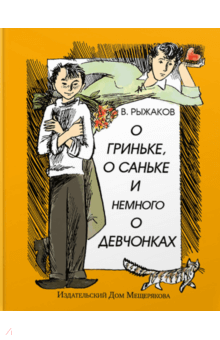 В. РЫЖАКОВ
О
ГРИНЬКЕ,
О САНЬКЕ
И
НЕМНОГО
О
ДЕВЧОНКАХ
ИЗДАТЕЛЬСКИЙ ДОМ МЕЩЕРЯКОВА